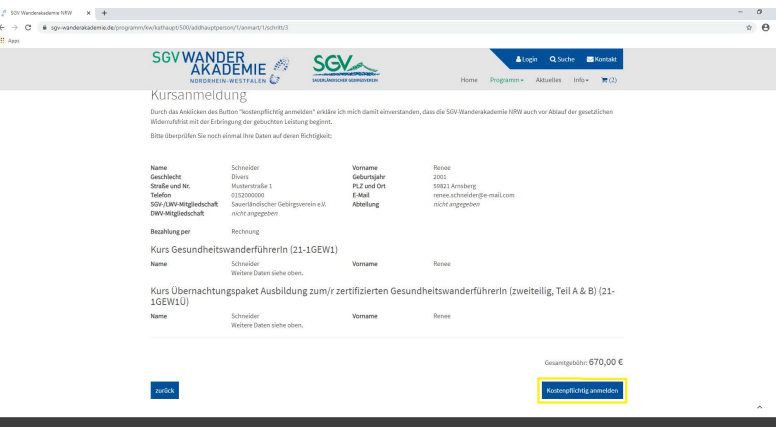 SGV Wanderakademie NRW
sgv-wanderakademie.de/programm/kw/kathaupt/500/addhauptperson/1/anmart/1/schritt/3
Apps
SGV WANDER
AKADEMIE
NORDRHEIN-WESTFALEN
SGV
SAUERLÄNDISCHER GEBIRGSVEREIN
Login Suche Kontakt
Home Programm Aktuelles Info (2)
Kursanmeldung
Durch das Anklicken des Button "kostenpflichtig anmelden" erkläre ich mich damit einverstanden, dass die SGV-Wanderakademie NRW auch vor Ablauf der gesetzlichen
Widerrufsfrist mit der Erbringung der gebuchten Leistung beginnt.
Bitte überprüfen Sie noch einmal Ihre Daten auf deren Richtigkeit:
Name Schneider Vorname Renee
Geschlecht Divers Geburtsjahr 2001
Straße und Nr. Musterstraße 1 PLZ und Ort 59821 Arnsberg
Telefon 0152000000 E-Mail renee.schneider@e-mail.com
SGV-/LWV-Mitgliedschaft Sauerländischer Gebirgsverein e.V. Abteilung nicht angegeben
DWV-Mitgliedschaft nicht angegeben
Bezahlung per Rechnung
Kurs GesundheitswanderführerIn (21-1GEW1)
Name Schneider Vorname Renee
Weitere Daten siehe oben.
Kurs Übernachtungspaket Ausbildung zum/r zertifizierten GesundheitswanderführerIn (zweiteilig, Teil A & B) (21-
1GEW1Ü)
Name Schneider Vorname Renee
Weitere Daten siehe oben.
Gesamtgebühr: 670,00 €
zurück Kostenpflichtig anmelden